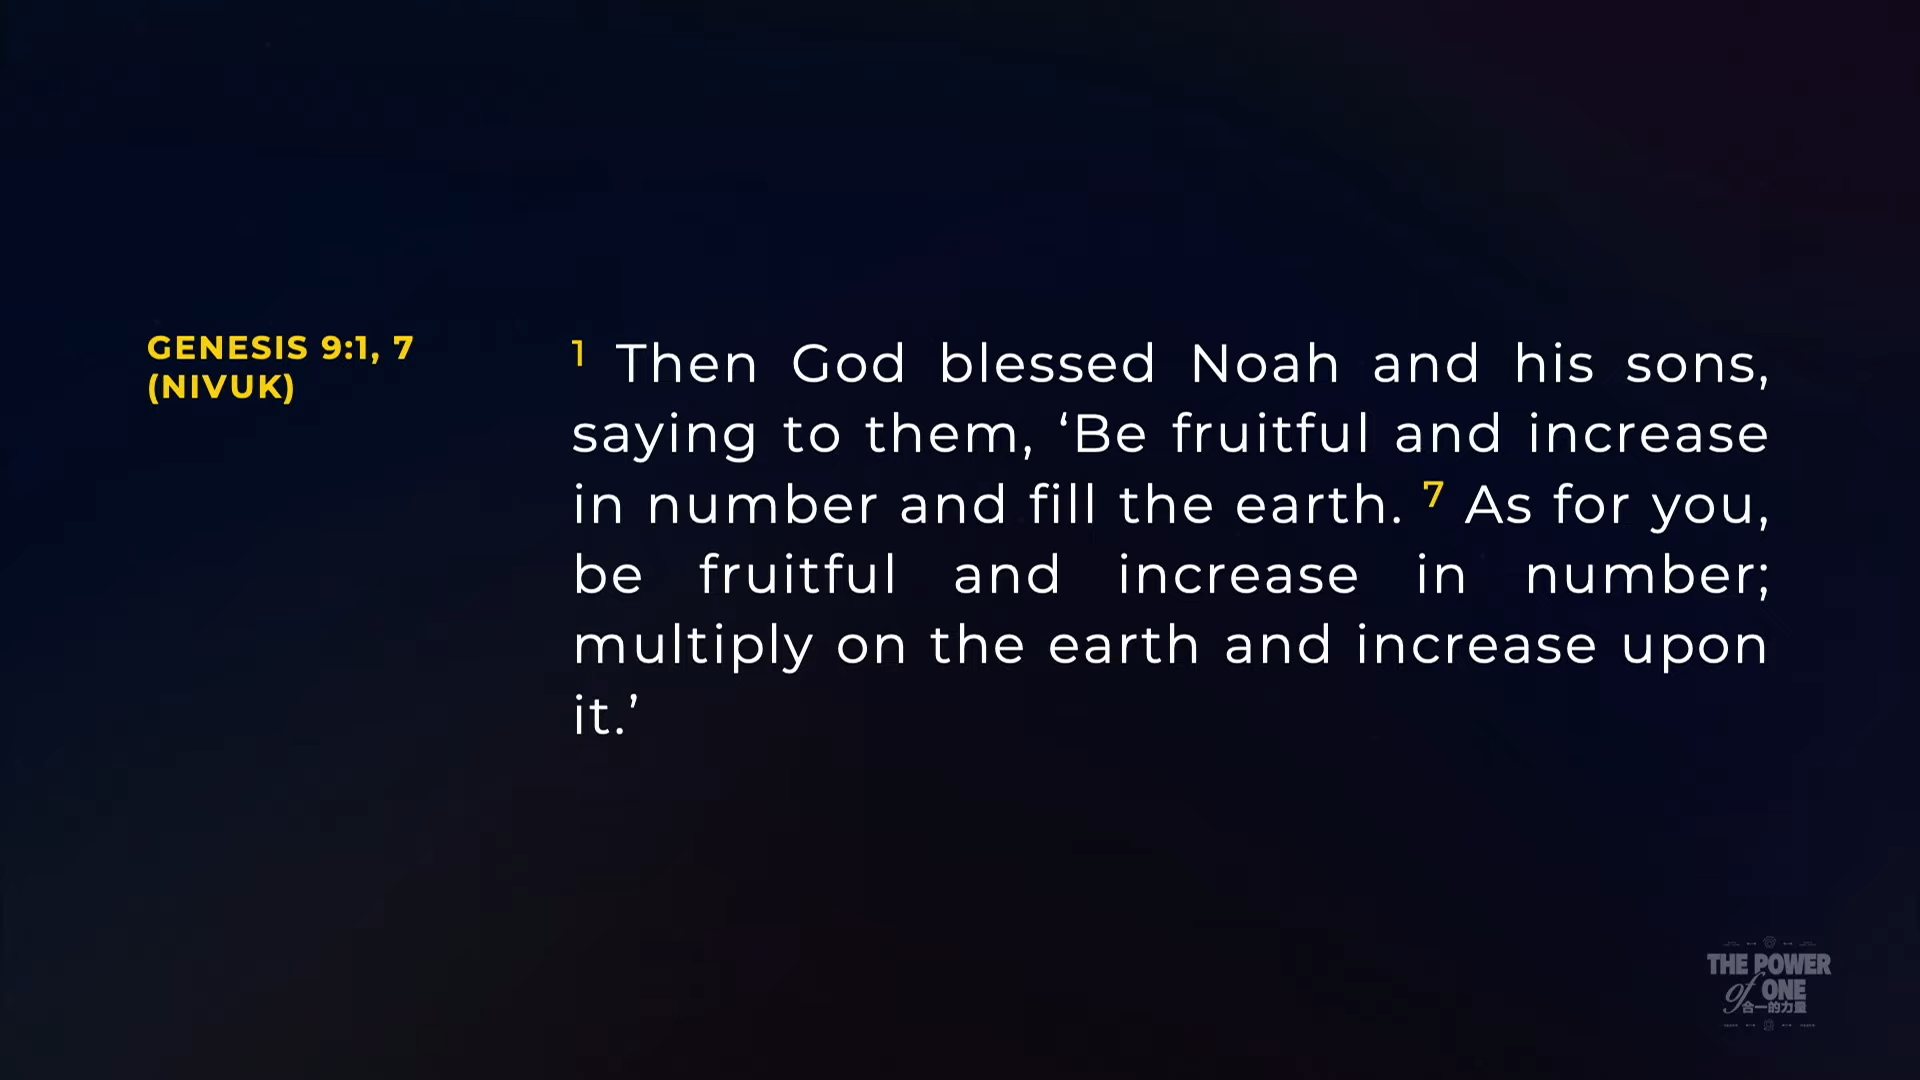 GENESIS 9:1, 7
(NIVUK)
1 Then God blessed Noah and his sons,
saying to them, ‘Be fruitful and increase
in number and fill the earth. 7 As for you,
be fruitful and increase in number;
multiply on the earth and increase upon
it.’
THE POWER
of ONE
合一的力量